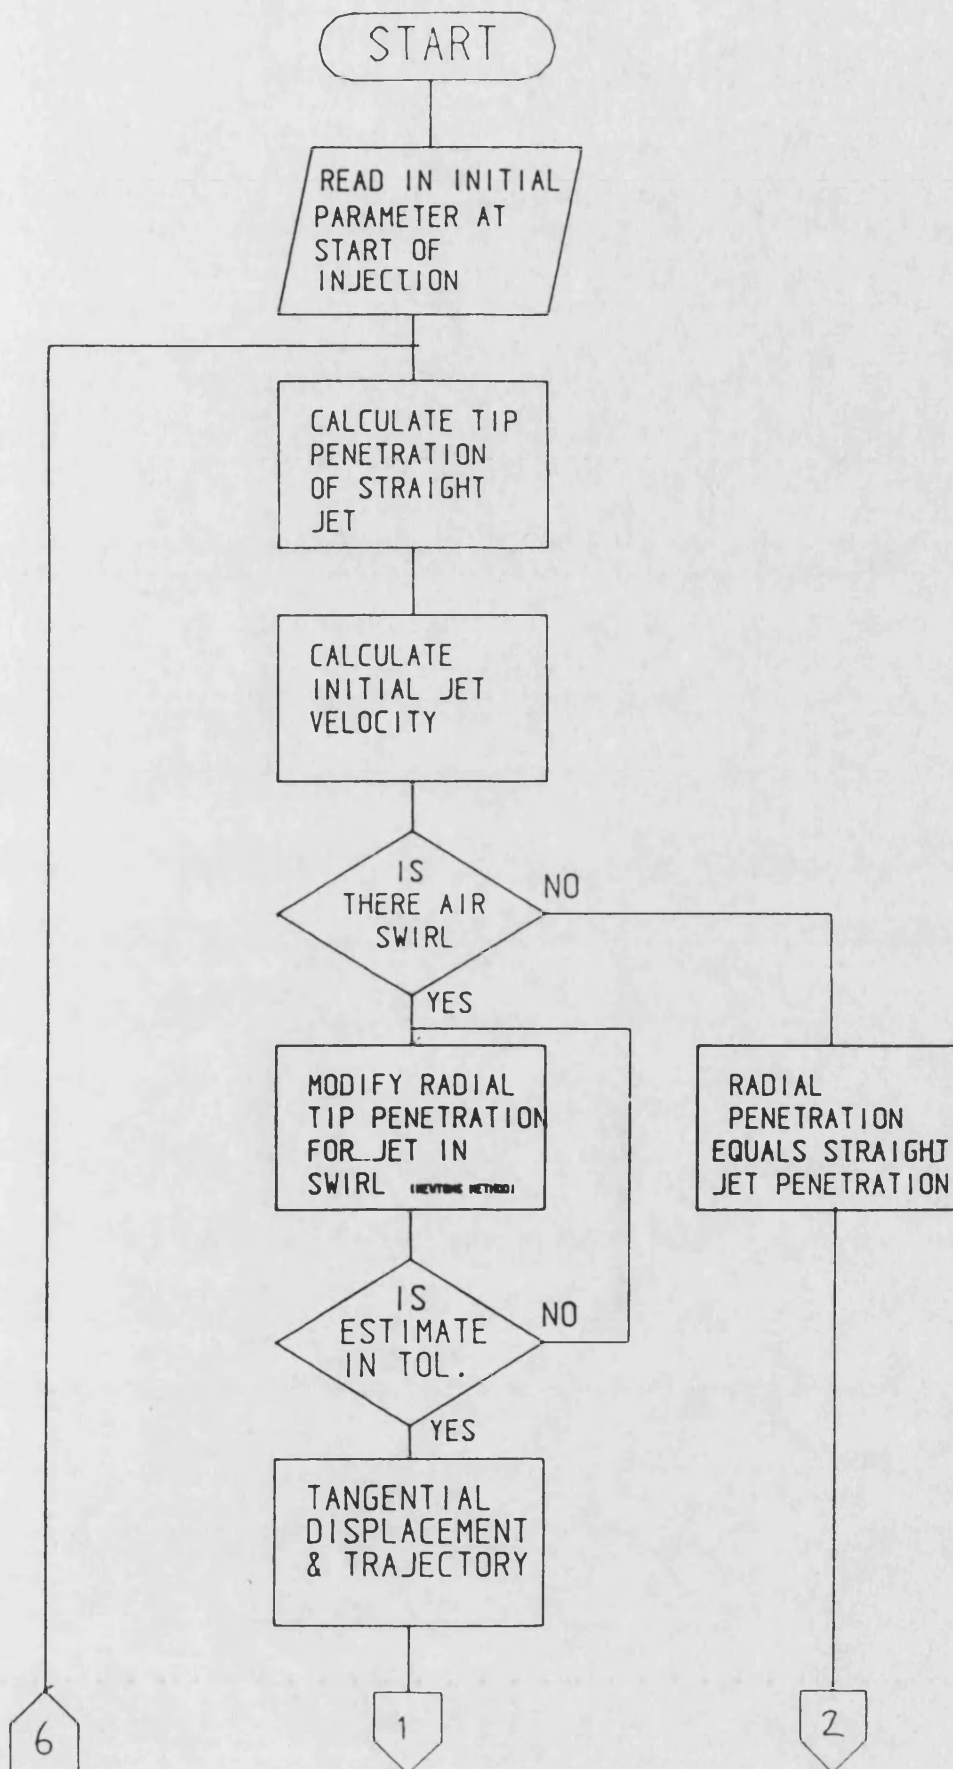 START
READ IN INITIAL
PARAMETER AT
START OF
INJECTION
CALCULATE TIP
PENETRATION
OF STRAIGHT
JET
CALCULATE
INITIAL JET
VELOCITY
IS
THERE AIR
SWIRL
NO
YES
MODIFY RADIAL
TIP PENETRATION
FOR JET IN
SWIRL (NEWTONS METHOD)
RADIAL
PENETRATION
EQUALS STRAIGHT
JET PENETRATION
IS
ESTIMATE
IN TOL.
NO
YES
TANGENTIAL
DISPLACEMENT
& TRAJECTORY
6
1
2